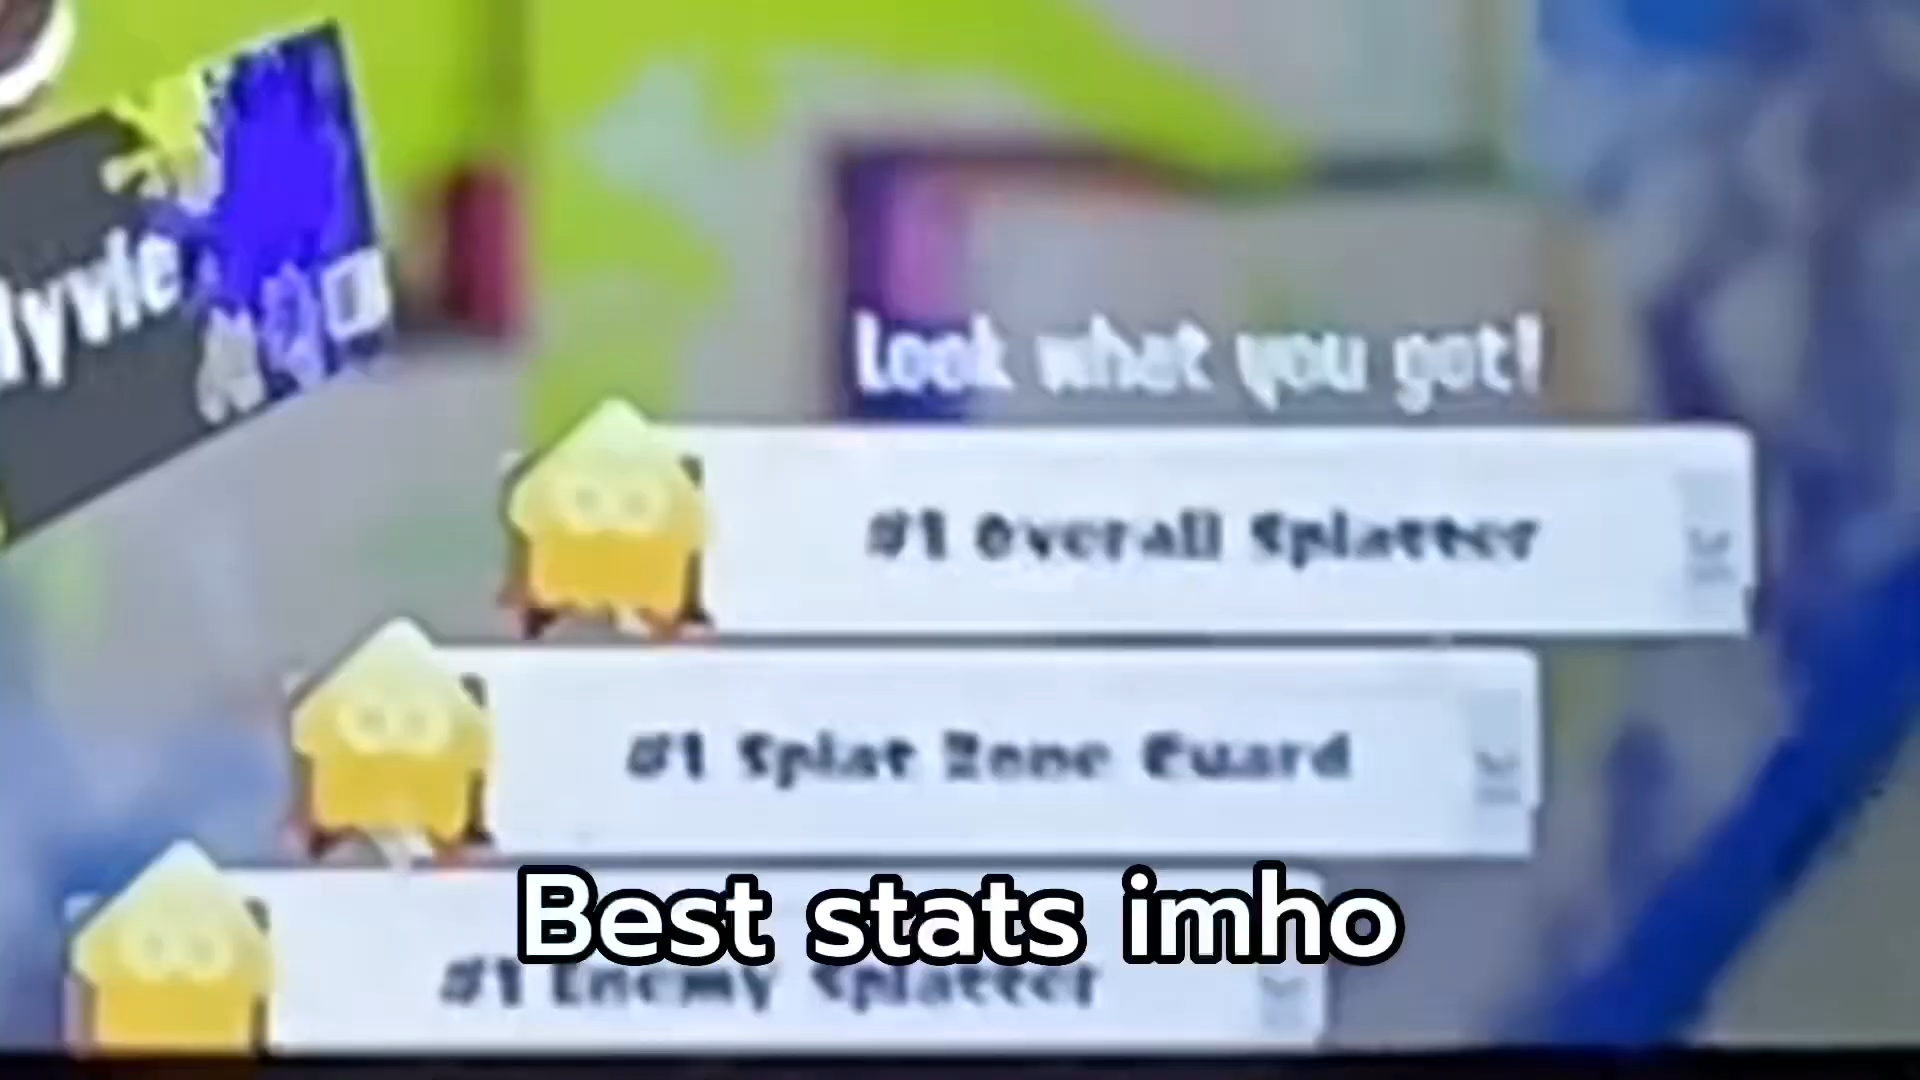 Look what you got!
#1 Overall Splatter
#1 Splat Zone Guard
Best stats imho
#1 Enemy Splatter